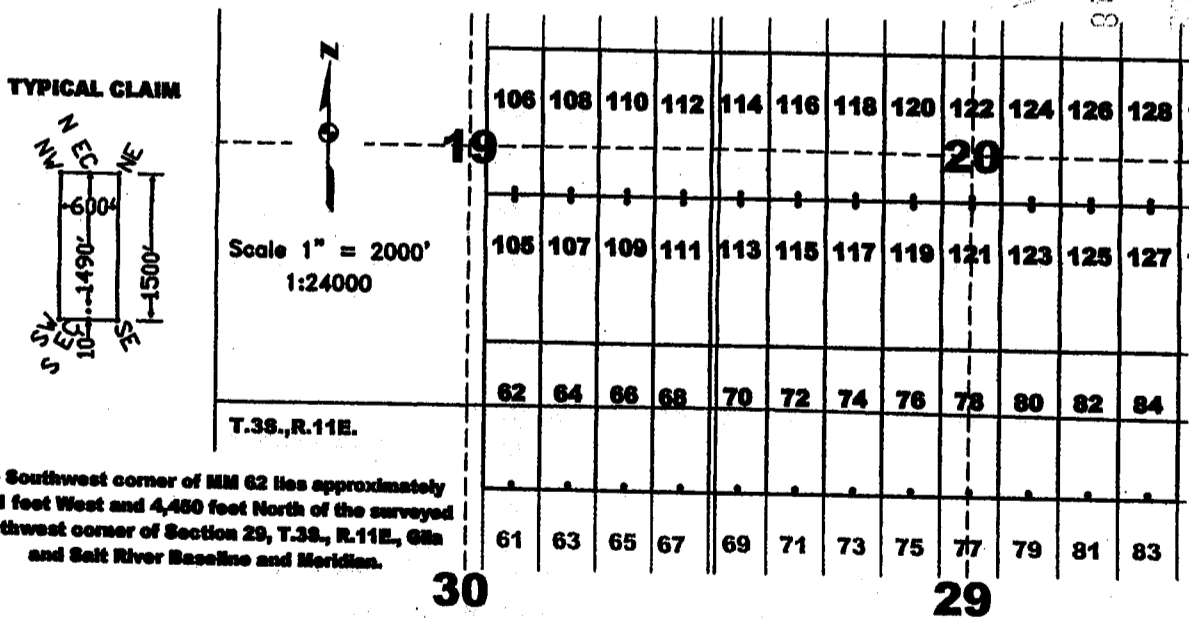 TYPICAL CLAIM
N EC
NW
NE
600'
1490'
1500'
10
SW
S EC
SE
N
Scale 1" = 2000'
1:24000
T.3S.,R.11E.
Southwest corner of MM 62 lies approximately
feet West and 4,450 feet North of the surveyed
corner of Section 29, T.3S., R.11E., Gila
and Salt River Baseline and Meridian.
106 108 110 112 114 116 118 120 122 124 126 128
19
20
105 107 109 111 113 115 117 119 121 123 125 127
62 64 66 68 70 72 74 76 78 80 82 84
61 63 65 67 69 71 73 75 77 79 81 83
30
29